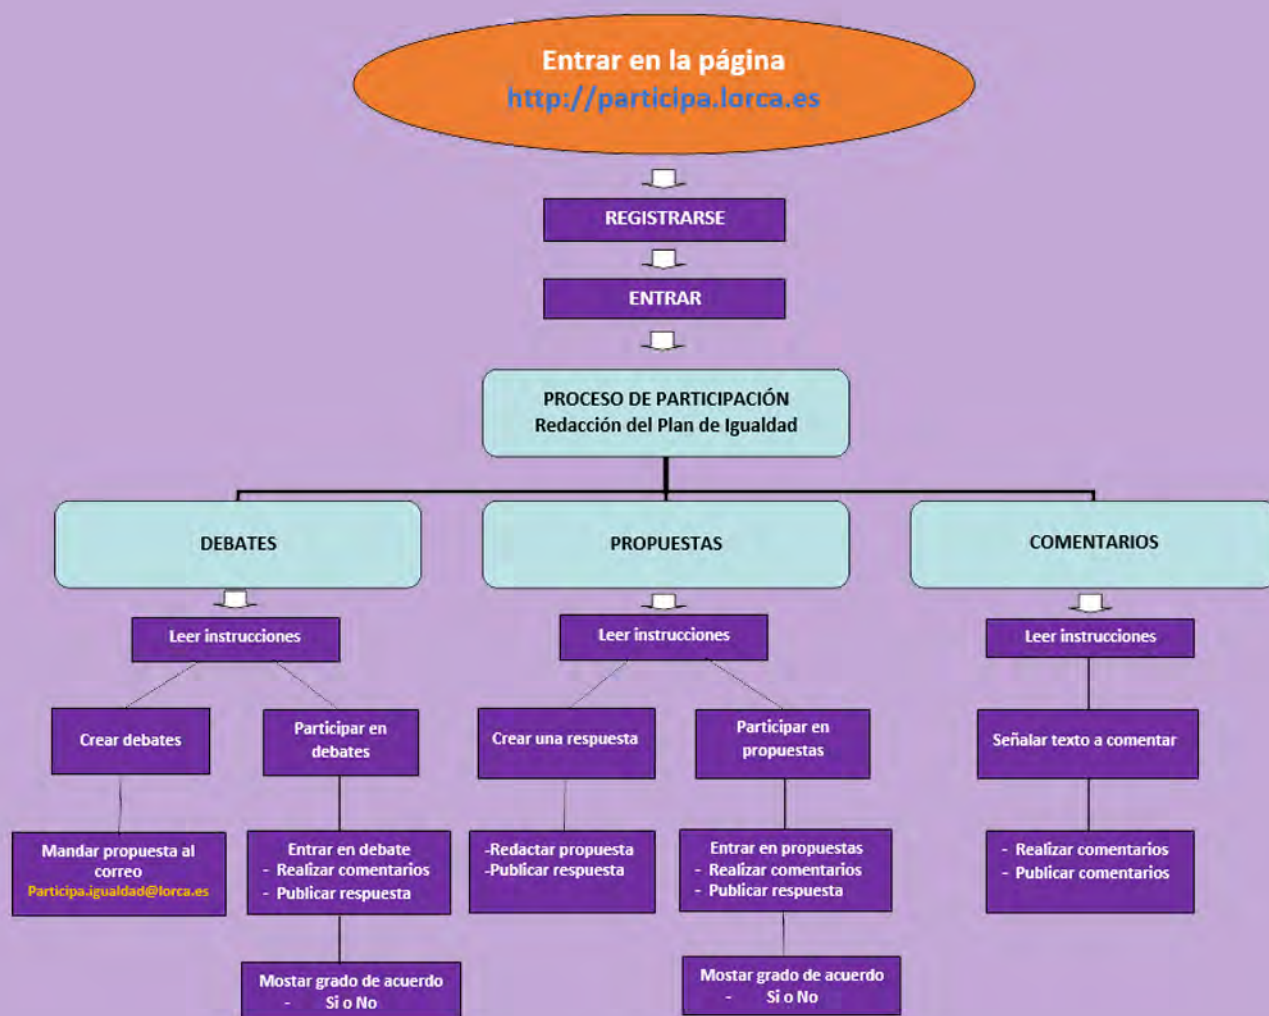 Entrar en la página
http://participa.lorca.es
REGISTRARSE
ENTRAR
PROCESO DE PARTICIPACIÓN
Redacción del Plan de Igualdad
DEBATES
PROPUESTAS
COMENTARIOS
Leer instrucciones
Leer instrucciones
Leer instrucciones
Crear debates
Participar en
debates
Crear una respuesta
Participar en
propuestas
Señalar texto a comentar
Mandar propuesta al
correo
Participa.igualdad@lorca.es
Entrar en debate
- Realizar comentarios
- Publicar respuesta
-Redactar propuesta
-Publicar respuesta
Entrar en propuestas
- Realizar comentarios
- Publicar respuesta
- Realizar comentarios
- Publicar comentarios
Mostar grado de acuerdo
- Si o No
Mostar grado de acuerdo
- Si o No